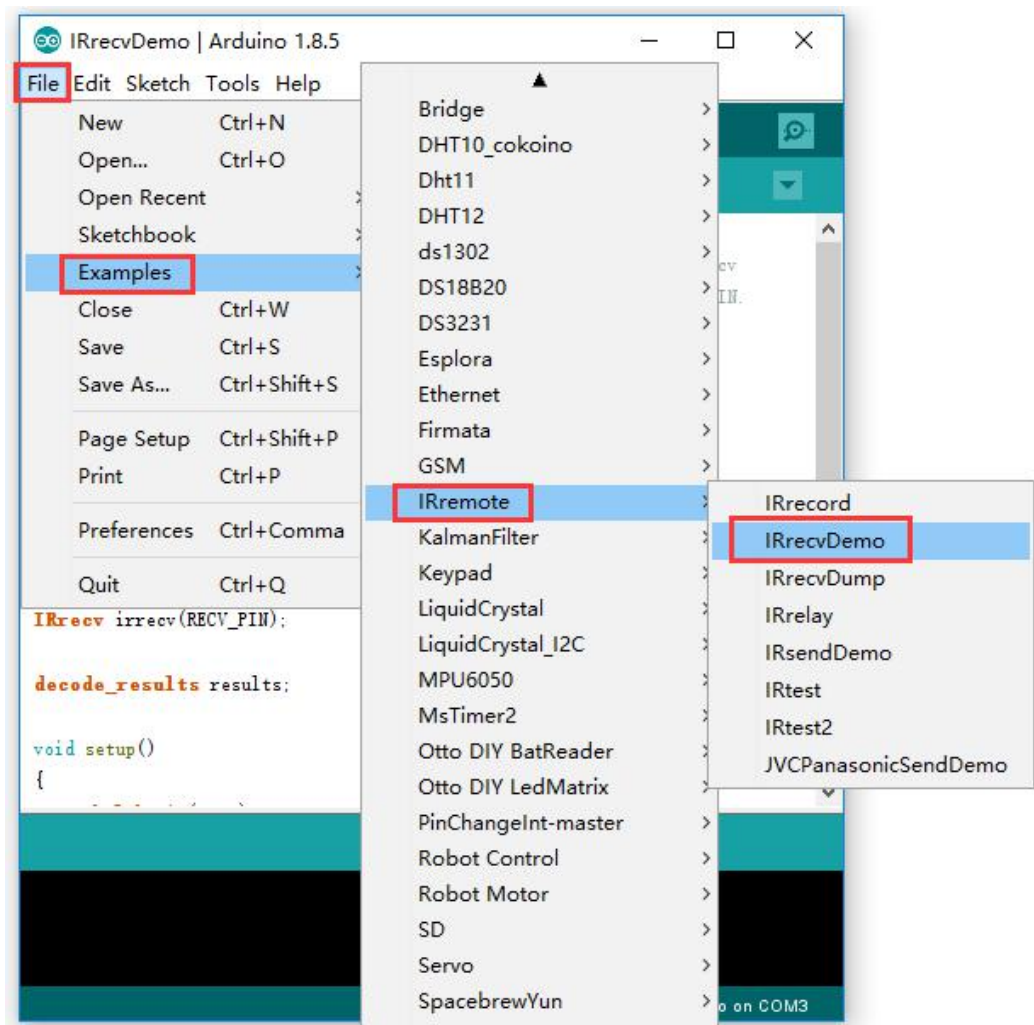 IRrecvDemo | Arduino 1.8.5
File Edit Sketch Tools Help
New Ctrl+N
Open... Ctrl+O
Open Recent
Sketchbook
Examples
Close Ctrl+W
Save Ctrl+S
Save As... Ctrl+Shift+S
Page Setup Ctrl+Shift+P
Print Ctrl+P
Preferences Ctrl+Comma
Quit Ctrl+Q
Bridge
DHT10_cokoino
Dht11
DHT12
ds1302
DS18B20
DS3231
Esplora
Ethernet
Firmata
GSM
IRremote
KalmanFilter
Keypad
LiquidCrystal
LiquidCrystal_I2C
MPU6050
MsTimer2
Otto DIY BatReader
Otto DIY LedMatrix
PinChangeInt-master
Robot Control
Robot Motor
SD
Servo
SpacebrewYun
IRrecord
IRrecvDemo
IRrecvDump
IRrelay
IRsendDemo
IRtest
IRtest2
JVCPanasonicSendDemo
IRrecv irrecv(RECV_PIN);
decode_results results;
void setup()
{
on COM3